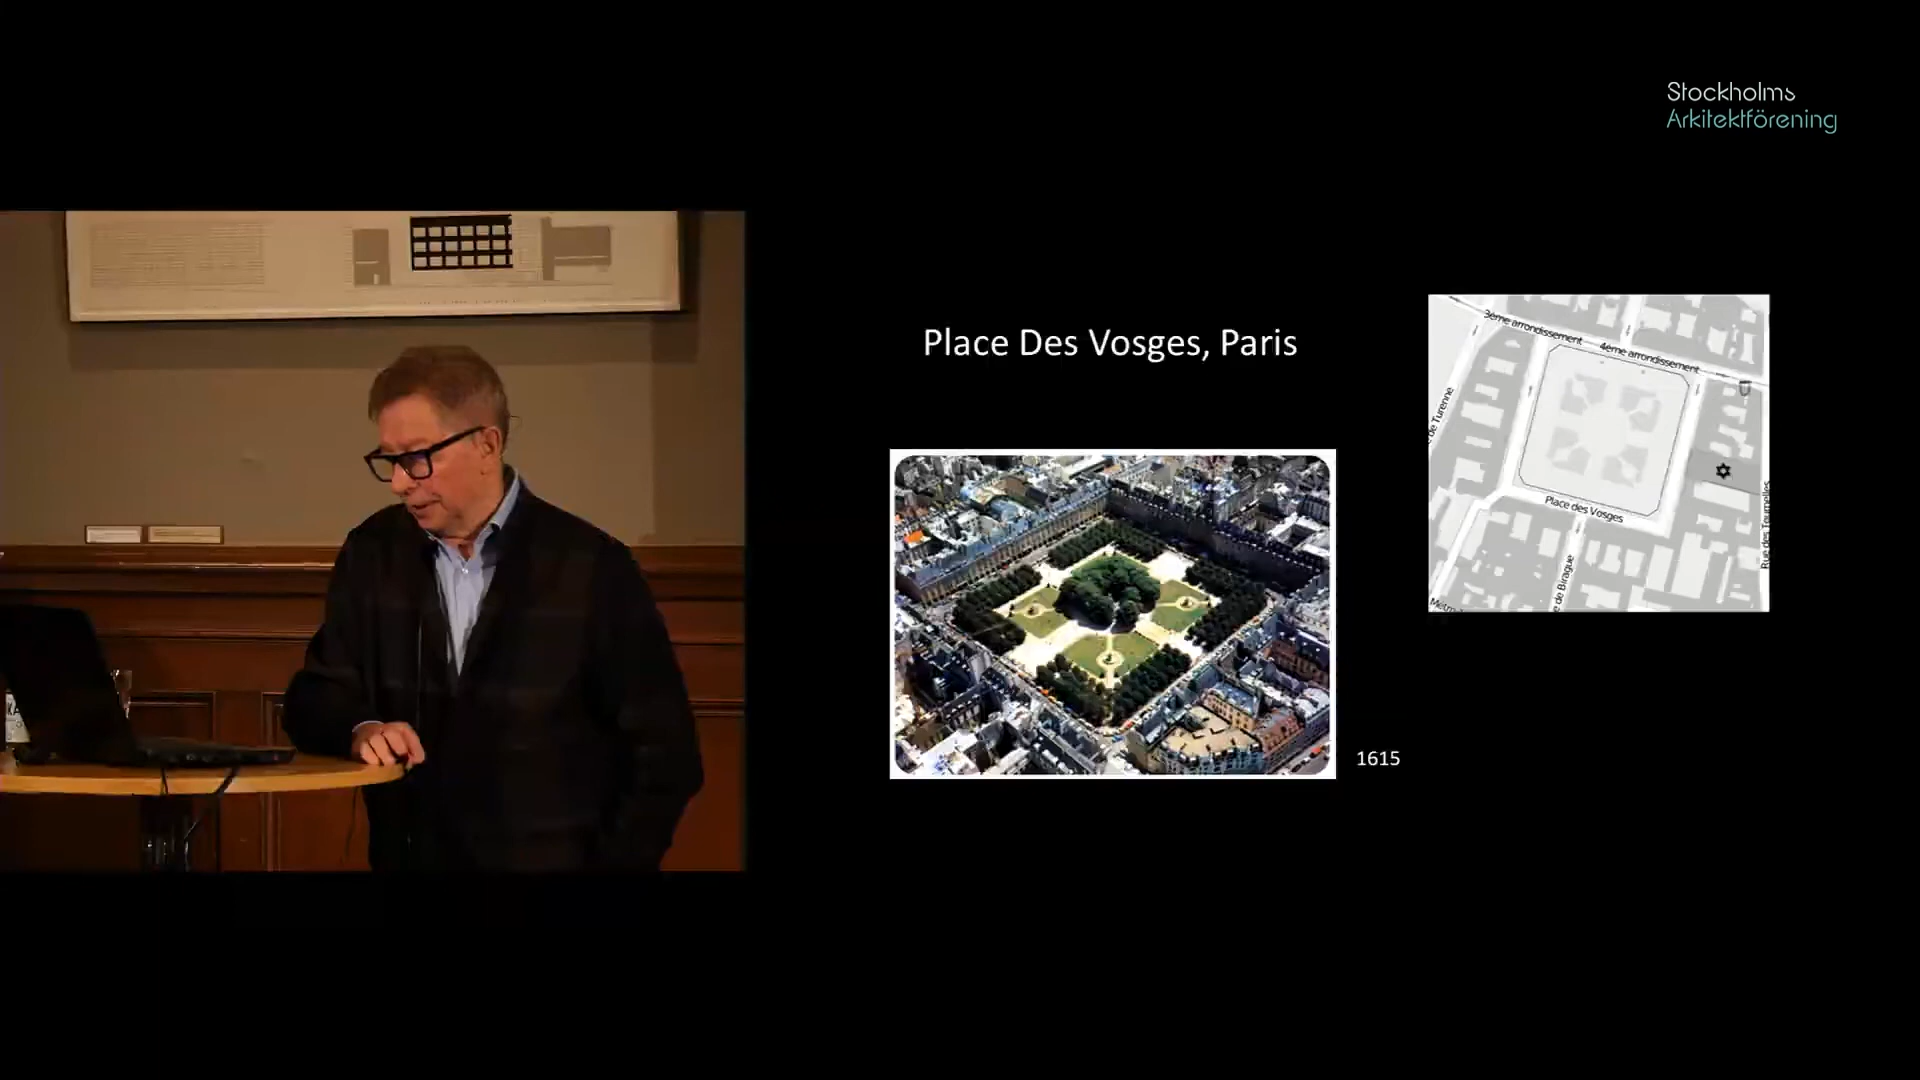 Stockholms
Arkitektförening
Place Des Vosges, Paris
3ème arrondissement
4ème arrondissement
de Turenne
Place des Vosges
Rue des Tournelles
e de Birague
Métro
1615